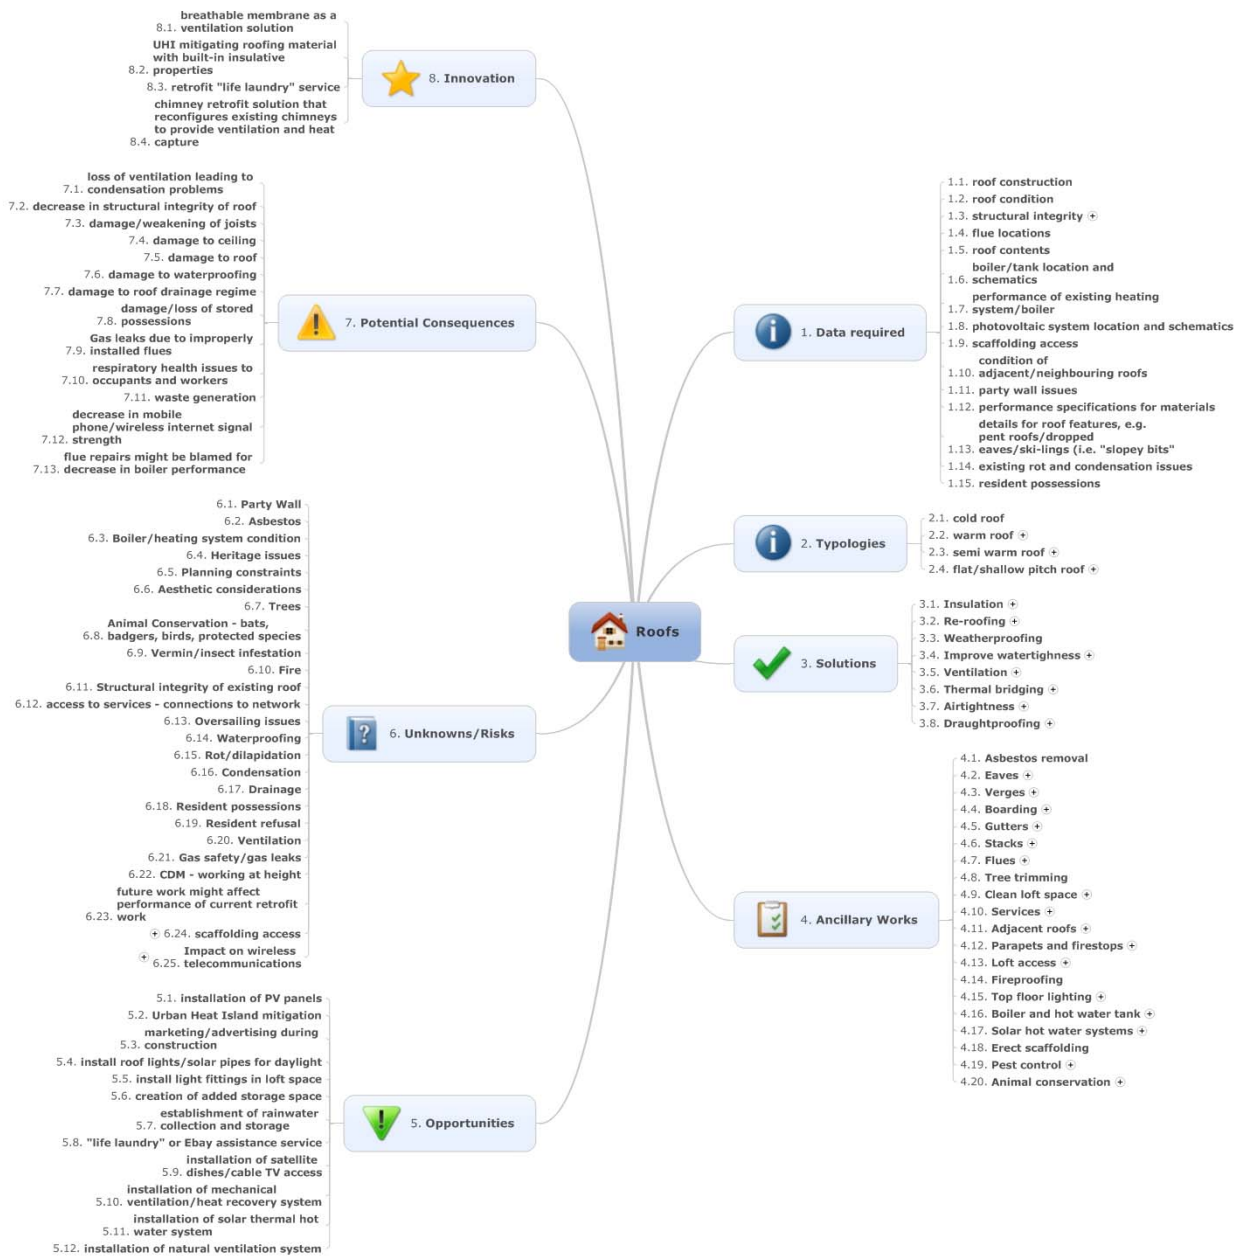 breathable membrane as a
8.1. ventilation solution
UHI mitigating roofing material
with built-in insulative
8.2. properties
8.3. retrofit "life laundry" service
chimney retrofit solution that
reconfigures existing chimneys
to provide ventilation and heat
8.4. capture
8. Innovation
loss of ventilation leading to
7.1. condensation problems
7.2. decrease in structural integrity of roof
7.3. damage/weakening of joists
7.4. damage to ceiling
7.5. damage to roof
7.6. damage to waterproofing
7.7. damage to roof drainage regime
damage/loss of stored
7.8. possessions
Gas leaks due to improperly
7.9. installed flues
respiratory health issues to
7.10. occupants and workers
7.11. waste generation
decrease in mobile
phone/wireless internet signal
7.12. strength
flue repairs might be blamed for
7.13. decrease in boiler performance
7. Potential Consequences
1. Data required
1.1. roof construction
1.2. roof condition
1.3. structural integrity
1.4. flue locations
1.5. roof contents
boiler/tank location and
1.6. schematics
performance of existing heating
1.7. system/boiler
1.8. photovoltaic system location and schematics
1.9. scaffolding access
condition of
1.10. adjacent/neighbouring roofs
1.11. party wall issues
1.12. performance specifications for materials
details for roof features, e.g.
pent roofs/dropped
1.13. eaves/ski-lings (i.e. "slopey bits"
1.14. existing rot and condensation issues
1.15. resident possessions
2. Typologies
2.1. cold roof
2.2. warm roof
2.3. semi warm roof
2.4. flat/shallow pitch roof
Roofs
3. Solutions
3.1. Insulation
3.2. Re-roofing
3.3. Weatherproofing
3.4. Improve watertighness
3.5. Ventilation
3.6. Thermal bridging
3.7. Airtightness
3.8. Draughtproofing
6.1. Party Wall
6.2. Asbestos
6.3. Boiler/heating system condition
6.4. Heritage issues
6.5. Planning constraints
6.6. Aesthetic considerations
6.7. Trees
Animal Conservation - bats,
6.8. badgers, birds, protected species
6.9. Vermin/insect infestation
6.10. Fire
6.11. Structural integrity of existing roof
6.12. access to services - connections to network
6.13. Oversailing issues
6.14. Waterproofing
6.15. Rot/dilapidation
6.16. Condensation
6.17. Drainage
6.18. Resident possessions
6.19. Resident refusal
6.20. Ventilation
6.21. Gas safety/gas leaks
6.22. CDM - working at height
future work might affect
performance of current retrofit
6.23. work
6.24. scaffolding access
Impact on wireless
6.25. telecommunications
6. Unknowns/Risks
4. Ancillary Works
4.1. Asbestos removal
4.2. Eaves
4.3. Verges
4.4. Boarding
4.5. Gutters
4.6. Stacks
4.7. Flues
4.8. Tree trimming
4.9. Clean loft space
4.10. Services
4.11. Adjacent roofs
4.12. Parapets and firestops
4.13. Loft access
4.14. Fireproofing
4.15. Top floor lighting
4.16. Boiler and hot water tank
4.17. Solar hot water systems
4.18. Erect scaffolding
4.19. Pest control
4.20. Animal conservation
5.1. installation of PV panels
5.2. Urban Heat Island mitigation
marketing/advertising during
5.3. construction
5.4. install roof lights/solar pipes for daylight
5.5. install light fittings in loft space
5.6. creation of added storage space
establishment of rainwater
5.7. collection and storage
5.8. "life laundry" or Ebay assistance service
installation of satellite
5.9. dishes/cable TV access
installation of mechanical
5.10. ventilation/heat recovery system
installation of solar thermal hot
5.11. water system
5.12. installation of natural ventilation system
5. Opportunities